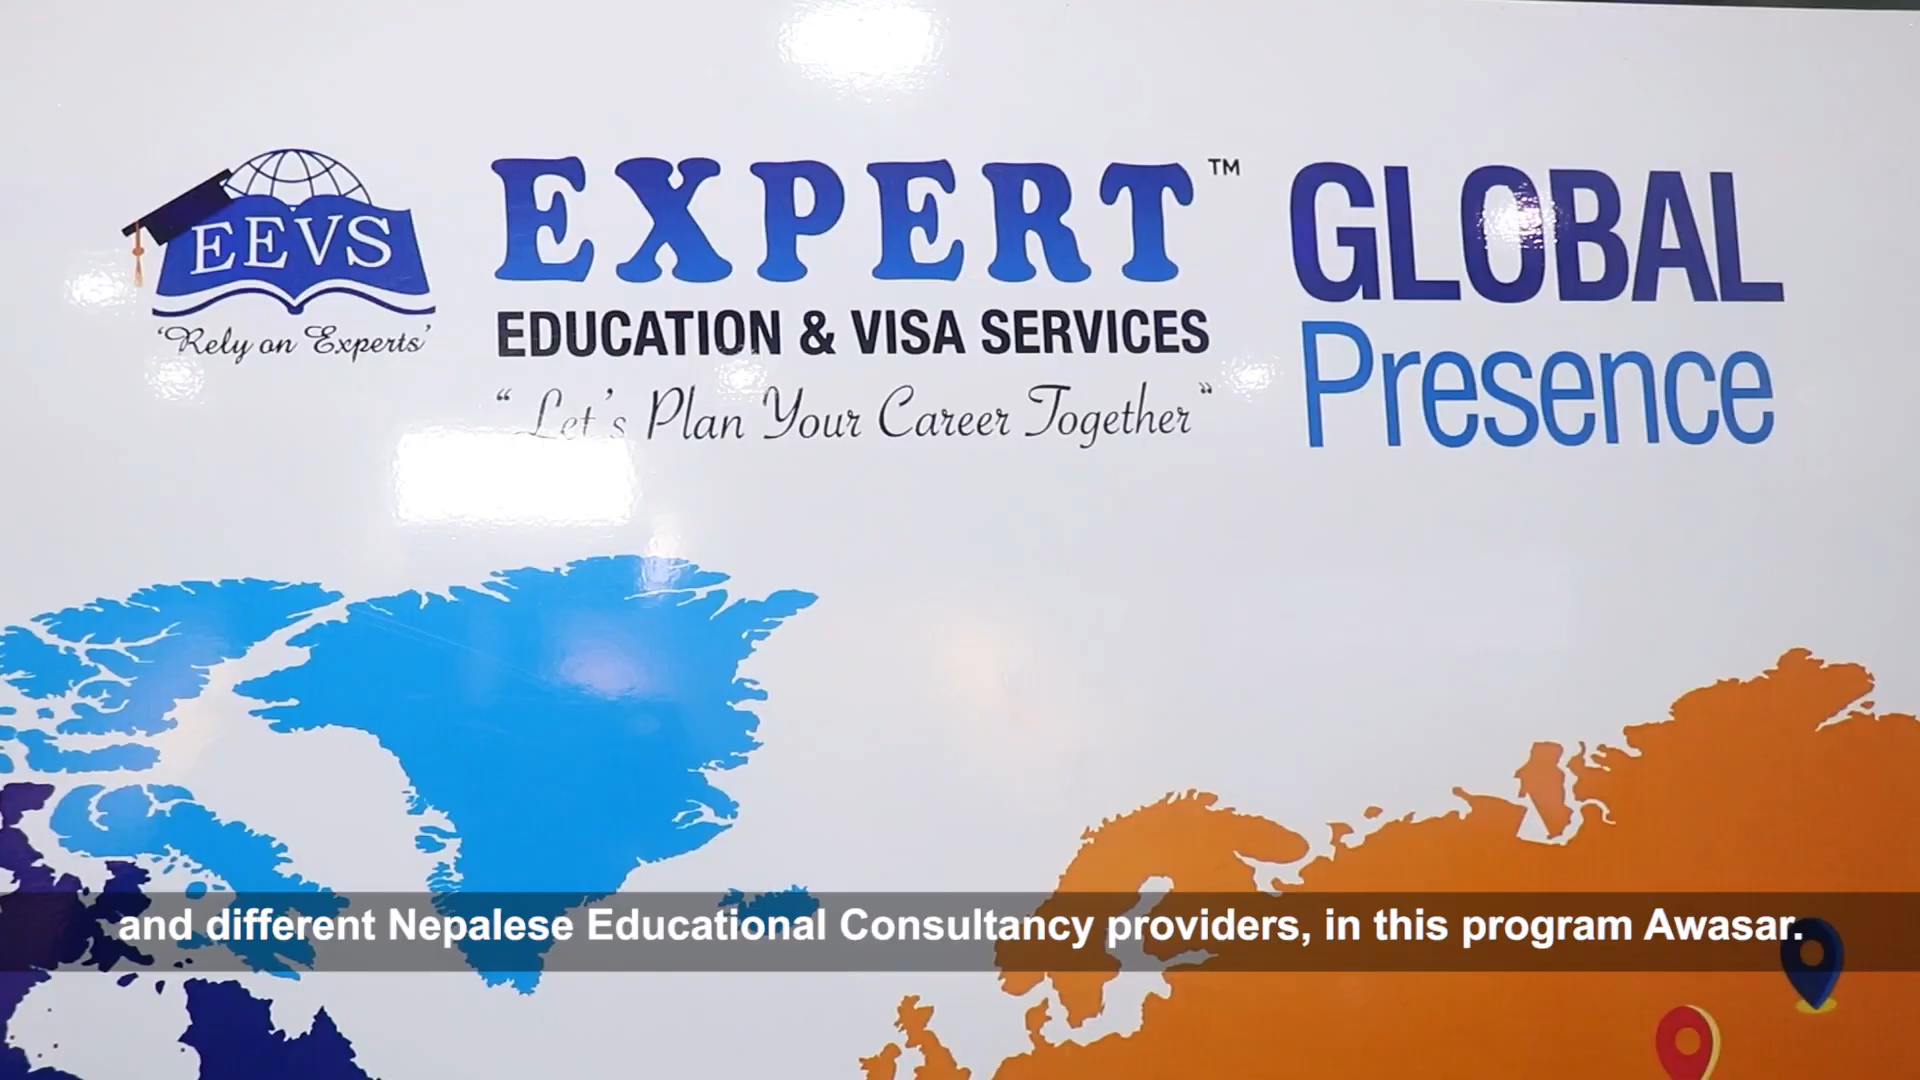 EEVS
'Rely on Experts'
EXPERT™
EDUCATION & VISA SERVICES
"Let's Plan Your Career Together"
GLOBAL
Presence
and different Nepalese Educational Consultancy providers, in this program Awasar.